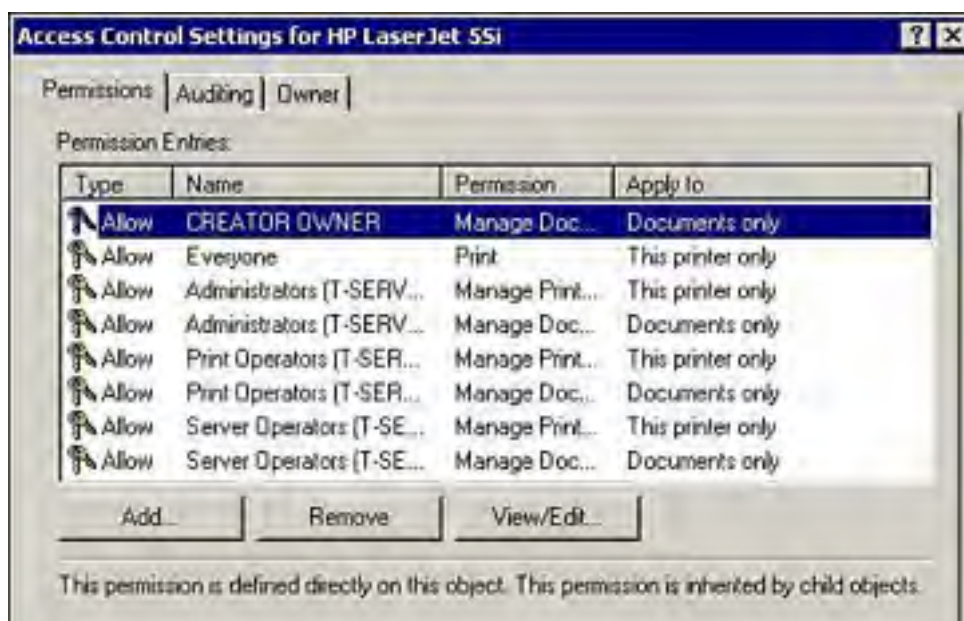 Access Control Settings for HP LaserJet 5Si
Permissions Auditing Owner
Permission Entries:
Type Name Permission Apply to
Allow CREATOR OWNER Manage Doc... Documents only
Allow Everyone Print This printer only
Allow Administrators (T-SERV... Manage Print... This printer only
Allow Administrators (T-SERV... Manage Doc... Documents only
Allow Print Operators (T-SER... Manage Print... This printer only
Allow Print Operators (T-SER... Manage Doc... Documents only
Allow Server Operators (T-SE... Manage Print... This printer only
Allow Server Operators (T-SE... Manage Doc... Documents only
Add... Remove View/Edit...
This permission is defined directly on this object. This permission is inherited by child objects.